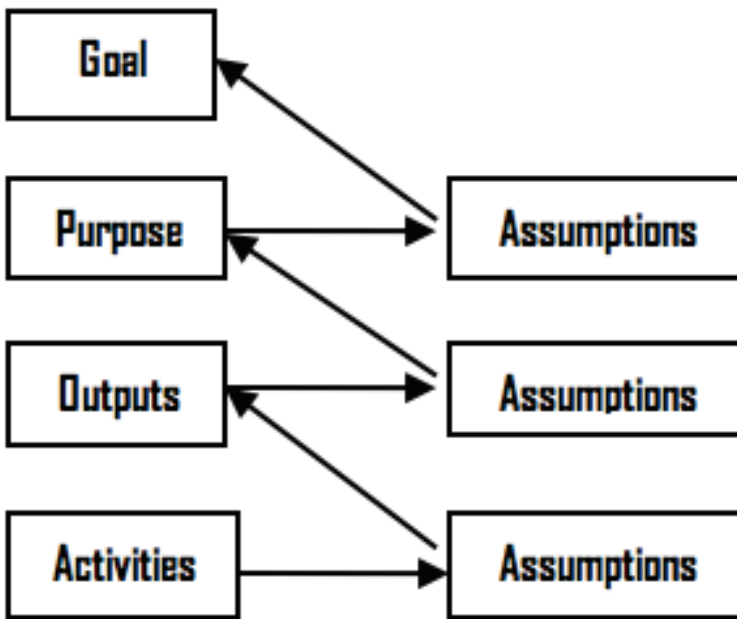 Goal
Purpose
Assumptions
Outputs
Assumptions
Activities
Assumptions